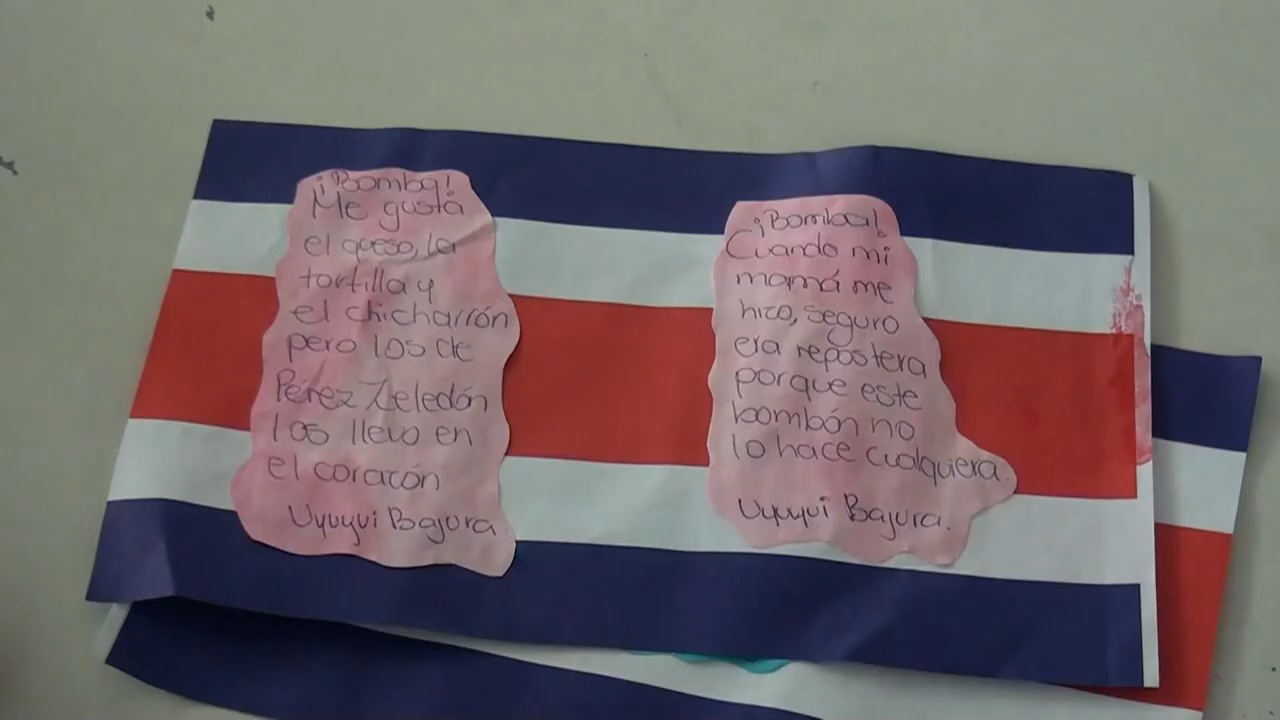 ¡Bomba!
Me gusta
el queso, la
tortilla y
el chicharrón
pero los de
Pérez Zeledón
los llevo en
el corazón
Uyuyui Bajura.
¡Bomba!
Cuando mi
mamá me
hizo, seguro
era repostera
porque este
bombón no
lo hace cualquiera.
Uyuyui Bajura.